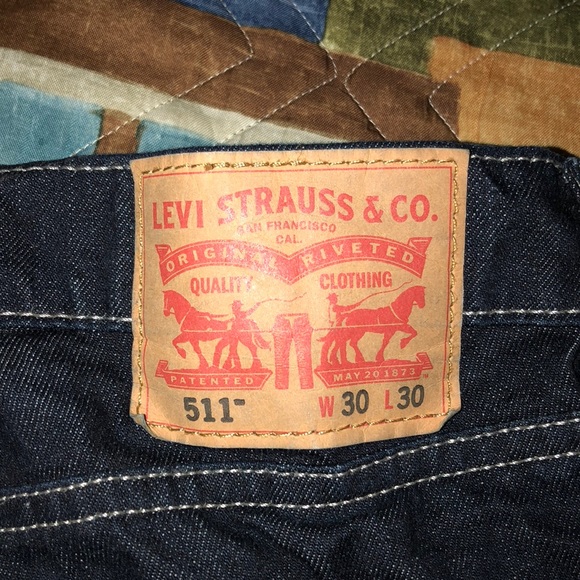 LEVI STRAUSS & CO.
SAN FRANCISCO
CAL.
ORIGINAL RIVETED
QUALITY CLOTHING
PATENTED MAY 20 1873
511™ W 30 L 30